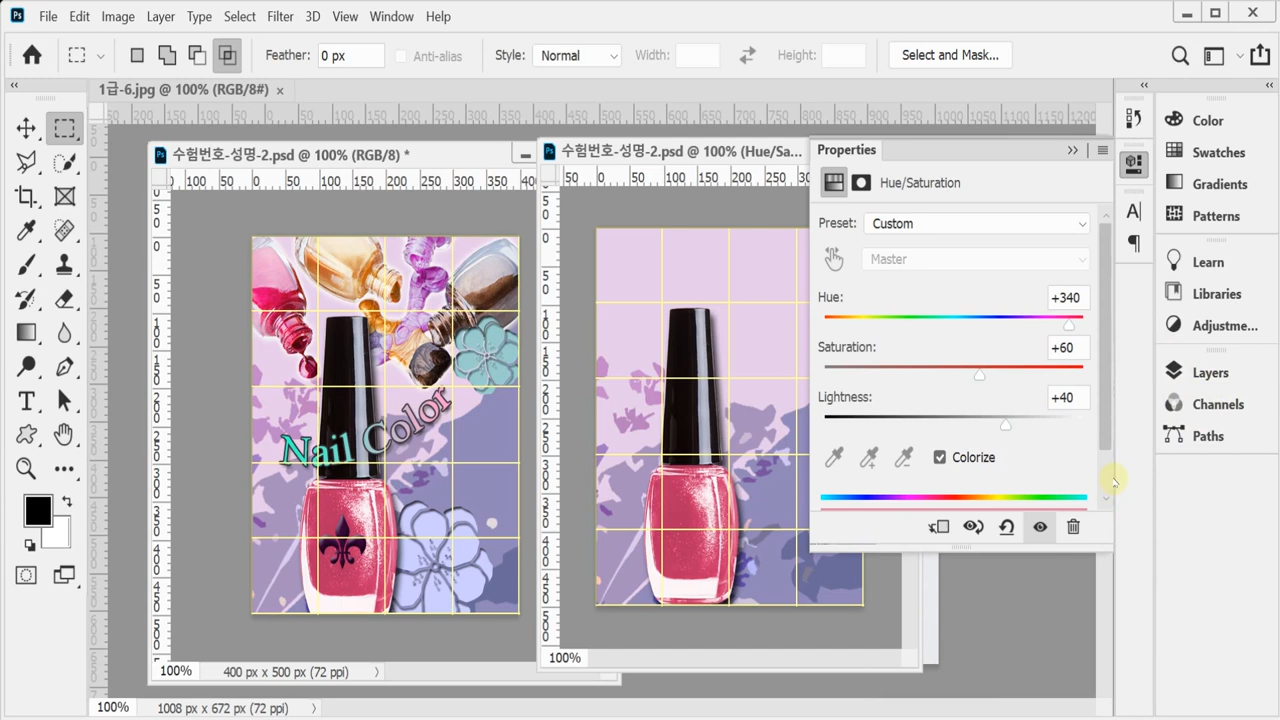 Ps File Edit Image Layer Type Select Filter 3D View Window Help
Feather: 0 px Anti-alias Style: Normal Width: Height: Select and Mask...
1급-6.jpg @ 100% (RGB/8#) ×
수험번호-성명-2.psd @ 100% (RGB/8) *
수험번호-성명-2.psd @ 100% (Hue/Sa...
Nail Color
100% 400 px x 500 px (72 ppi)
100%
100% 1008 px x 672 px (72 ppi)
Properties
Hue/Saturation
Preset: Custom
Master
Hue: +340
Saturation: +60
Lightness: +40
Colorize
Color
Swatches
Gradients
Patterns
Learn
Libraries
Adjustme...
Layers
Channels
Paths